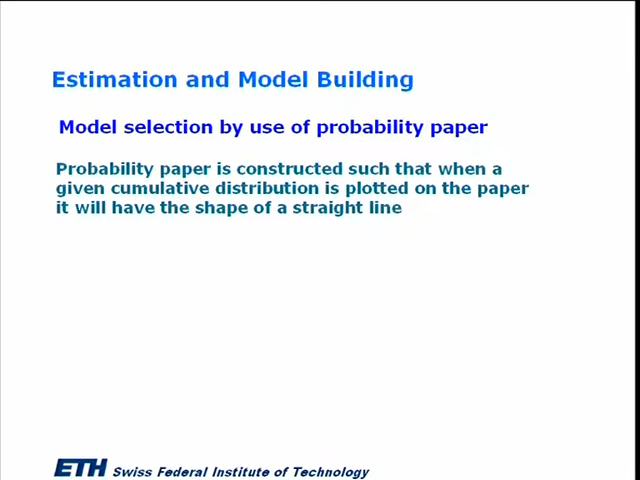 Estimation and Model Building
Model selection by use of probability paper
Probability paper is constructed such that when a
given cumulative distribution is plotted on the paper
it will have the shape of a straight line
ETH Swiss Federal Institute of Technology